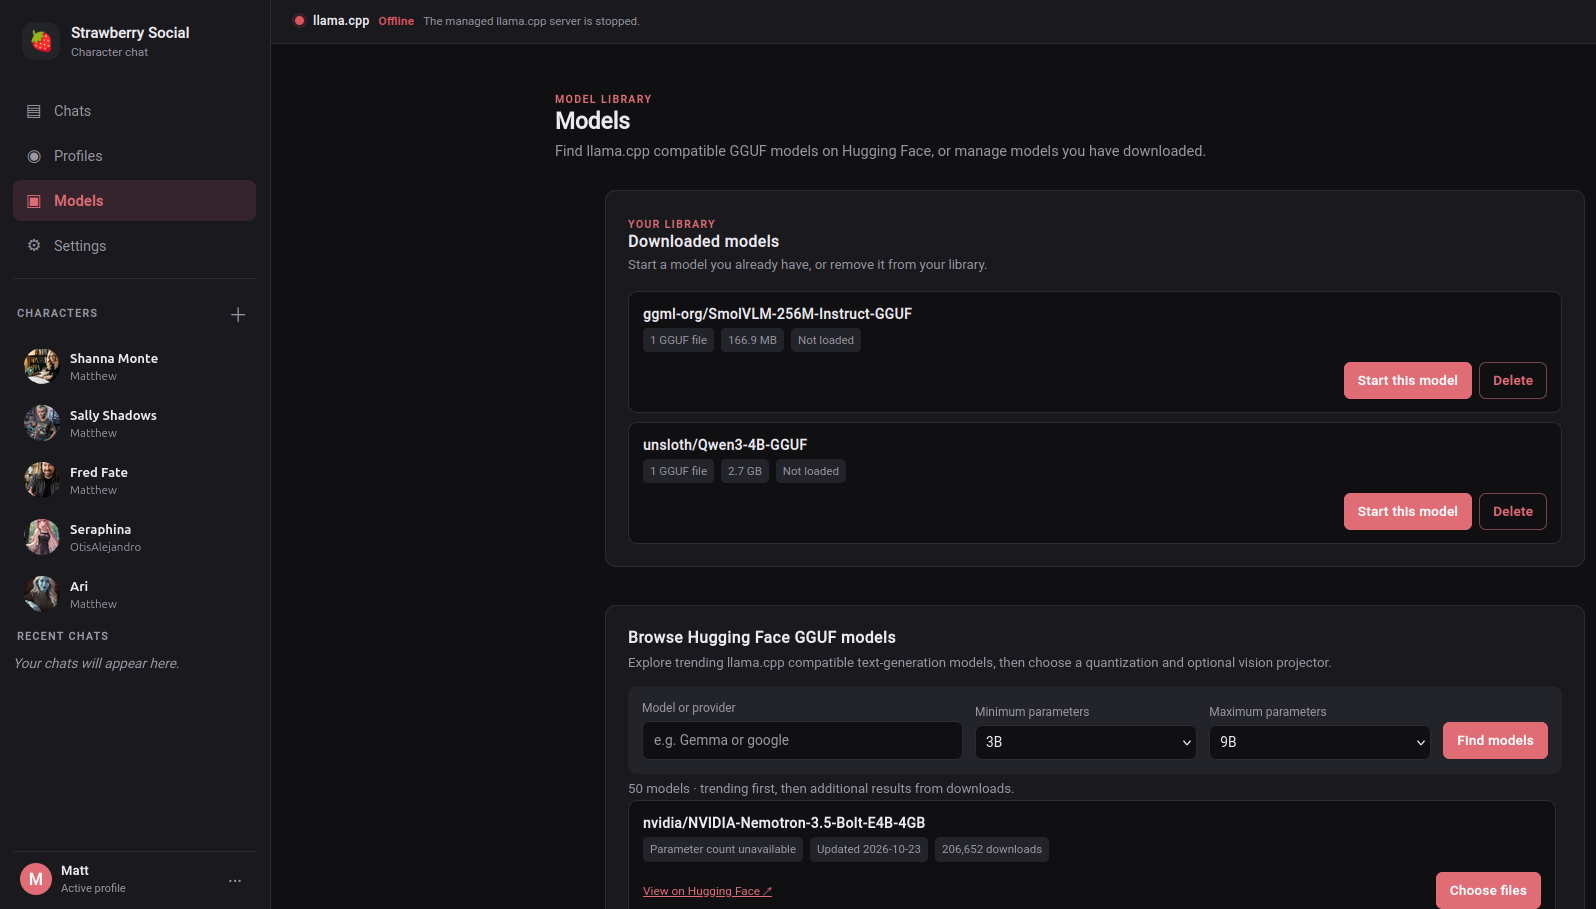 Strawberry Social
Character chat
Chats
Profiles
Models
Settings
CHARACTERS
Shanna Monte
Matthew
Sally Shadows
Matthew
Fred Fate
Matthew
Seraphina
OtisAlejandro
Ari
Matthew
RECENT CHATS
Your chats will appear here.
M
Matt
Active profile
...
llama.cpp Offline The managed llama.cpp server is stopped.
MODEL LIBRARY
Models
Find llama.cpp compatible GGUF models on Hugging Face, or manage models you have downloaded.
YOUR LIBRARY
Downloaded models
Start a model you already have, or remove it from your library.
ggml-org/SmolVLM-256M-Instruct-GGUF
1 GGUF file 166.9 MB Not loaded
Start this model Delete
unsloth/Qwen3-4B-GGUF
1 GGUF file 2.7 GB Not loaded
Start this model Delete
Browse Hugging Face GGUF models
Explore trending llama.cpp compatible text-generation models, then choose a quantization and optional vision projector.
Model or provider Minimum parameters Maximum parameters
e.g. Gemma or google 3B 9B Find models
50 models · trending first, then additional results from downloads.
nvidia/NVIDIA-Nemotron-3.5-Bolt-E4B-4GB
Parameter count unavailable Updated 2026-10-23 206,652 downloads
View on Hugging Face ↗ Choose files